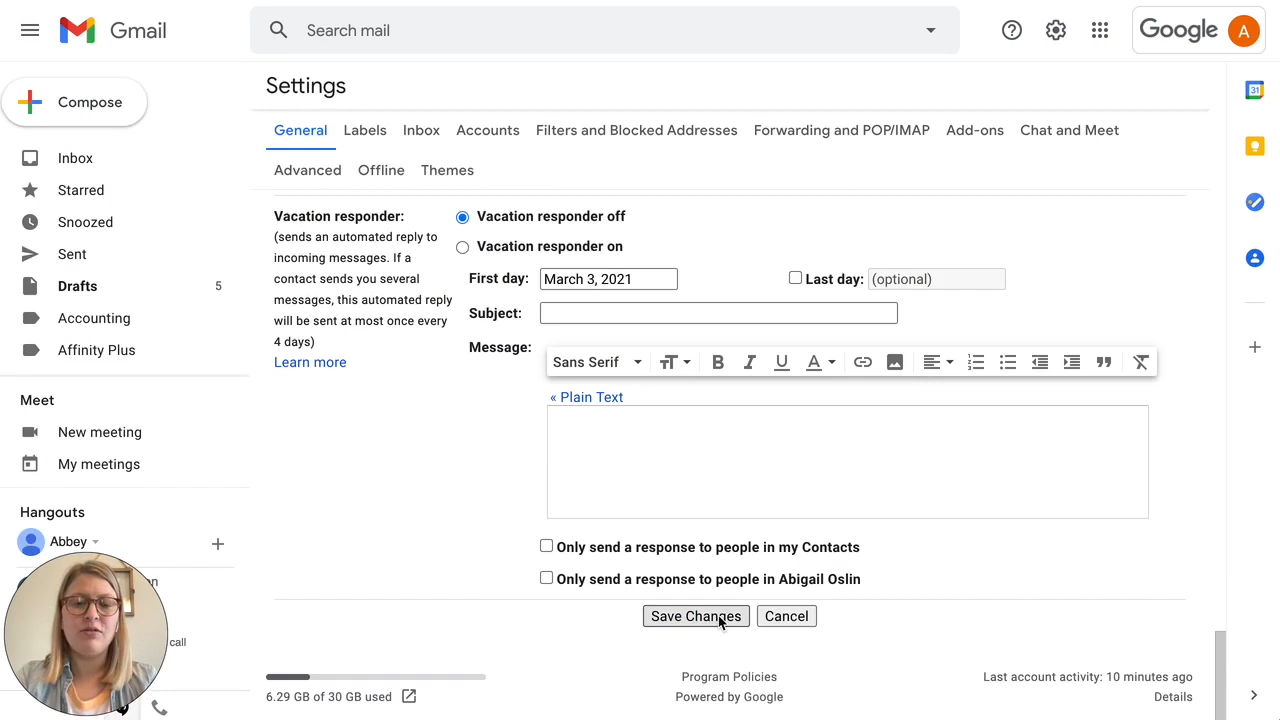 Gmail
Search mail
Google
A
Compose
Inbox
Starred
Snoozed
Sent
Drafts 5
Accounting
Affinity Plus
Meet
New meeting
My meetings
Hangouts
Abbey
n
call
Settings
General Labels Inbox Accounts Filters and Blocked Addresses Forwarding and POP/IMAP Add-ons Chat and Meet
Advanced Offline Themes
Vacation responder:
(sends an automated reply to
incoming messages. If a
contact sends you several
messages, this automated reply
will be sent at most once every
4 days)
Learn more
Vacation responder off
Vacation responder on
First day: March 3, 2021 Last day: (optional)
Subject:
Message:
Sans Serif
« Plain Text
Only send a response to people in my Contacts
Only send a response to people in Abigail Oslin
Save Changes Cancel
6.29 GB of 30 GB used
Program Policies
Powered by Google
Last account activity: 10 minutes ago
Details
31